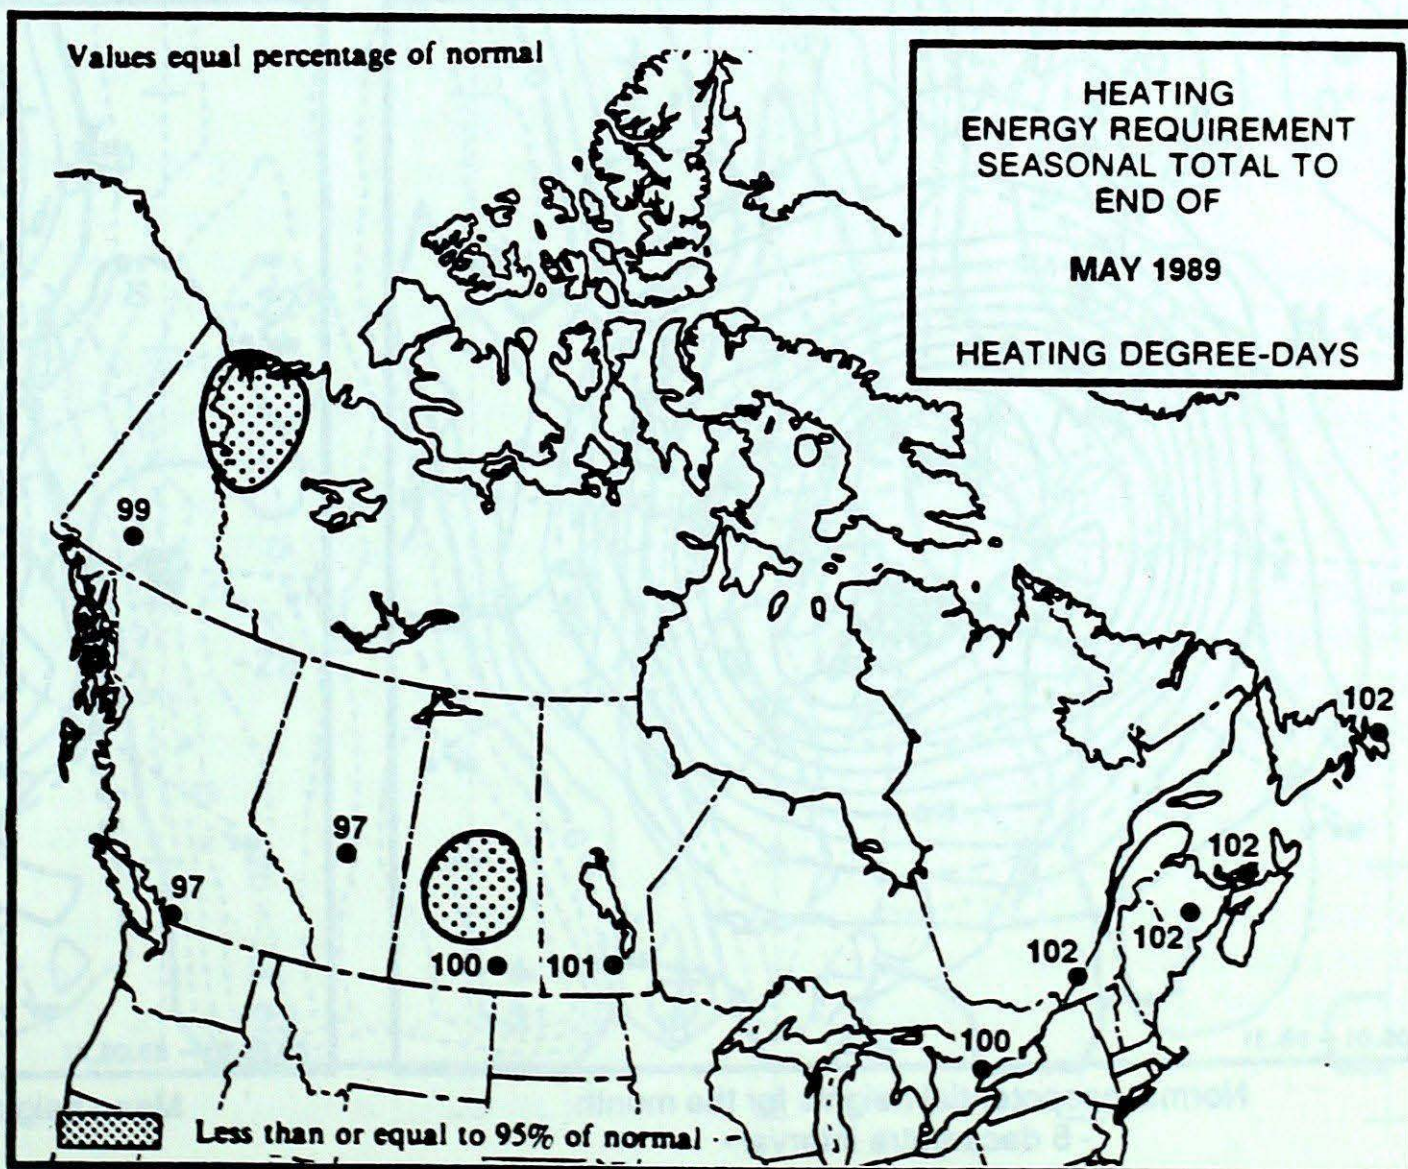 Values equal percentage of normal
HEATING
ENERGY REQUIREMENT
SEASONAL TOTAL TO
END OF
MAY 1989
HEATING DEGREE-DAYS
99
102
97
97
102
102
100
101
102
100
Less than or equal to 95% of normal